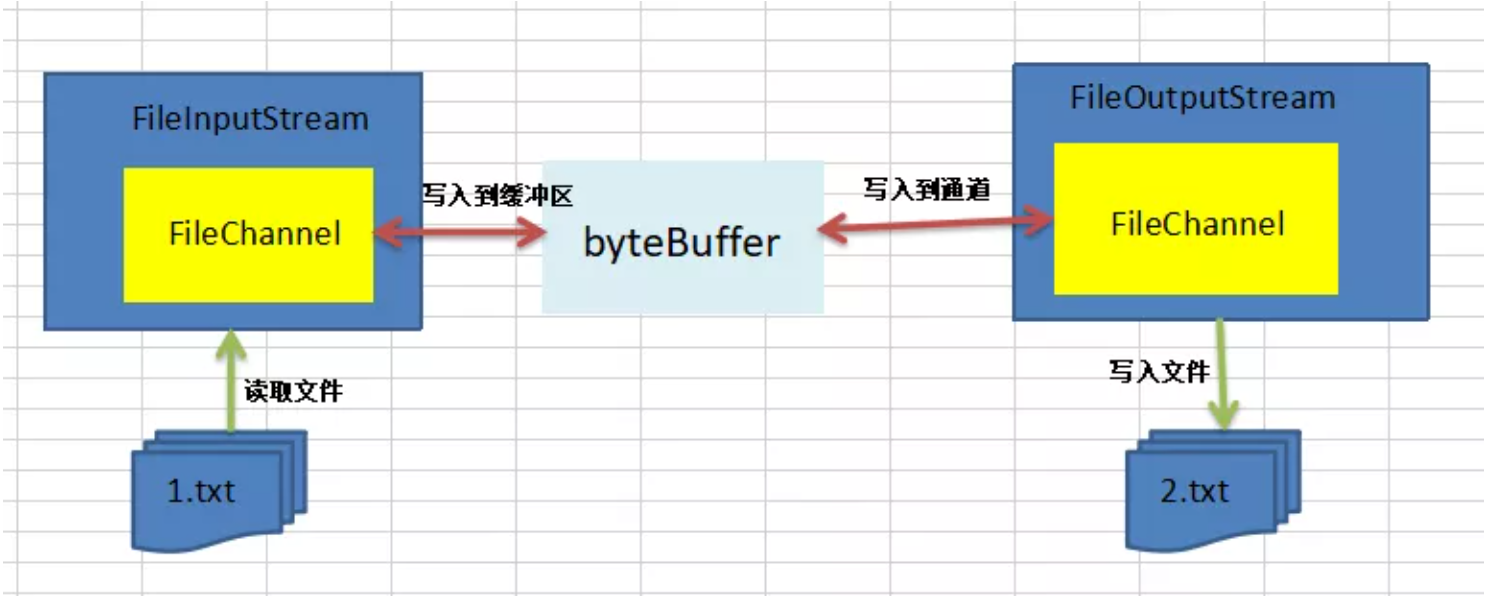 FileInputStream
FileChannel
写入到缓冲区
byteBuffer
写入到通道
FileOutputStream
FileChannel
读取文件
1.txt
写入文件
2.txt